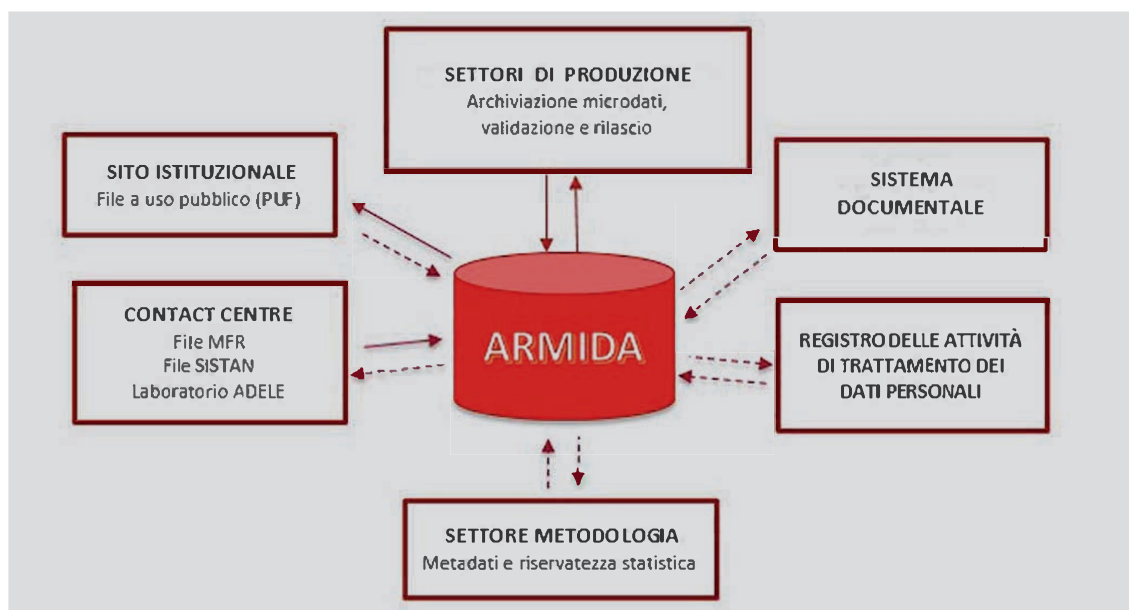 SETTORI DI PRODUZIONE
Archiviazione microdati,
validazione e rilascio
SITO ISTITUZIONALE
File a uso pubblico (PUF)
SISTEMA
DOCUMENTALE
CONTACT CENTRE
File MFR
File SISTAN
Laboratorio ADELE
ARMIDA
REGISTRO DELLE ATTIVITÀ
DI TRATTAMENTO DEI
DATI PERSONALI
SETTORE METODOLOGIA
Metadati e riservatezza statistica